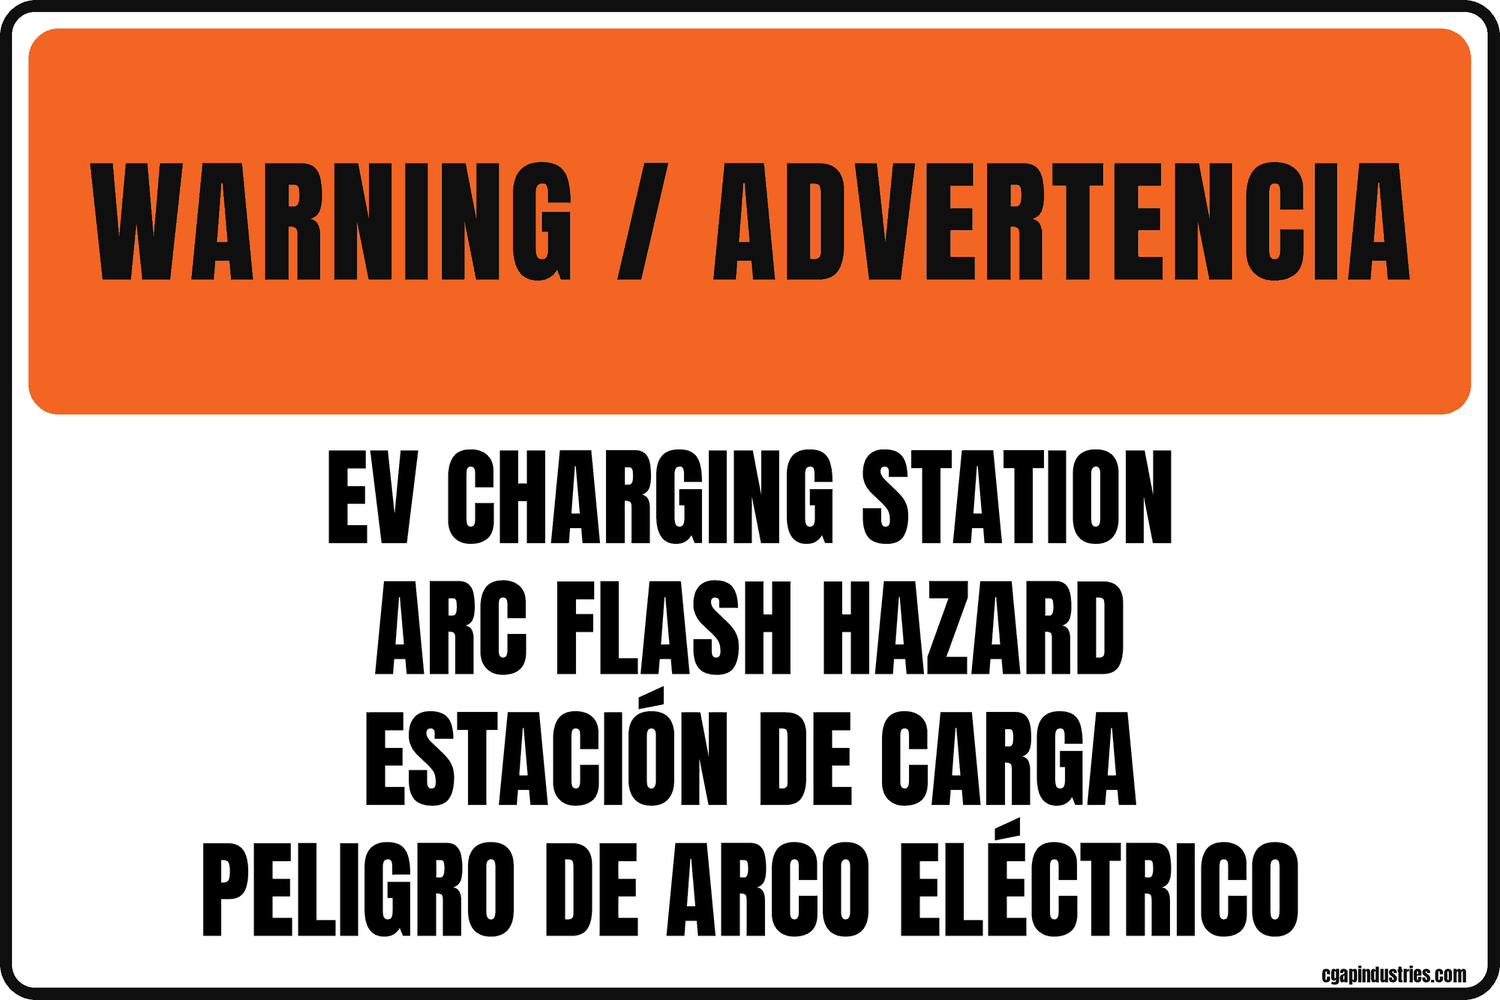 WARNING / ADVERTENCIA
EV CHARGING STATION
ARC FLASH HAZARD
ESTACIÓN DE CARGA
PELIGRO DE ARCO ELÉCTRICO
cgapindustries.com